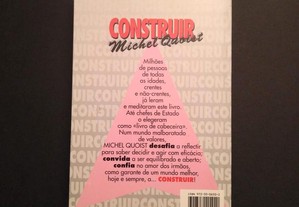 CONSTRUIR
Michel Quoist
Milhões
de pessoas
de todas
as idades,
crentes
e não-crentes,
já leram
e meditaram este livro.
Até chefes de Estado
o elegeram
como «livro de cabeceira».
Num mundo malbaratado
de valores,
MICHEL QUOIST desafia a reflectir
para saber decidir e agir com eficácia,
convida a ser equilibrado e aberto;
confia no amor dos irmãos,
como garante de um mundo melhor,
hoje e sempre, a... CONSTRUIR!